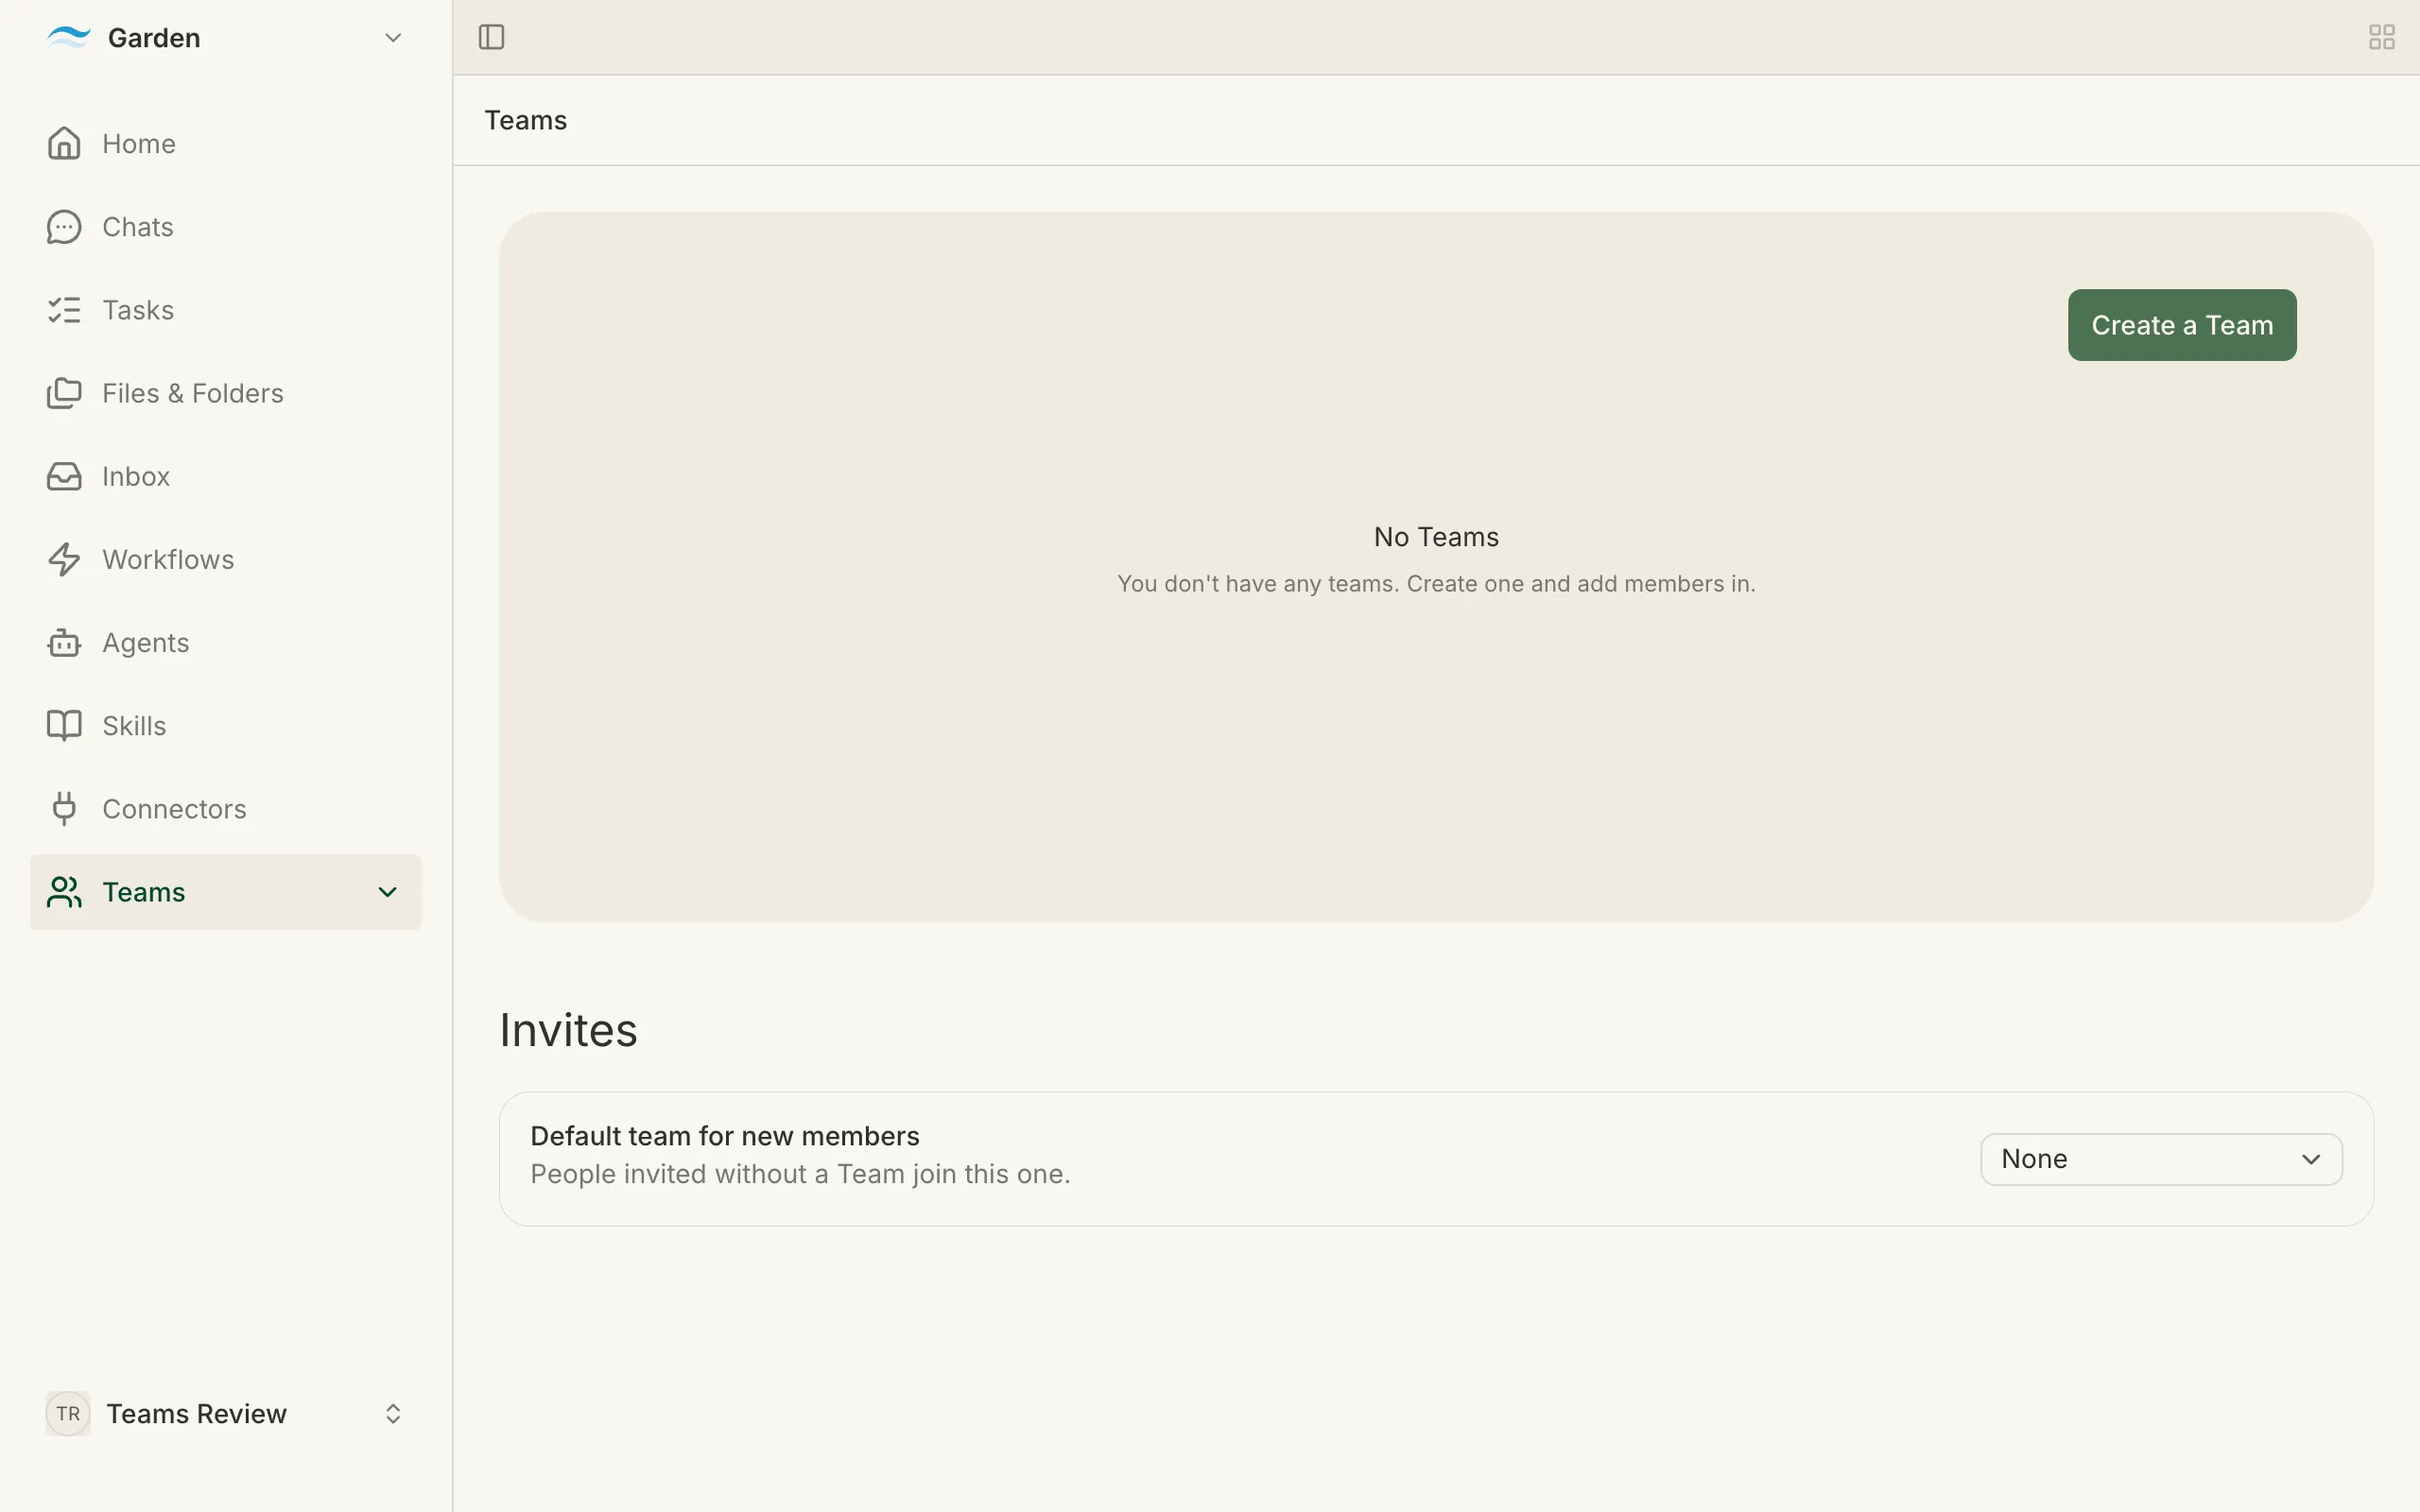 Garden
Home
Chats
Tasks
Files & Folders
Inbox
Workflows
Agents
Skills
Connectors
Teams
TR
Teams Review
Teams
Create a Team
No Teams
You don't have any teams. Create one and add members in.
Invites
Default team for new members
People invited without a Team join this one.
None